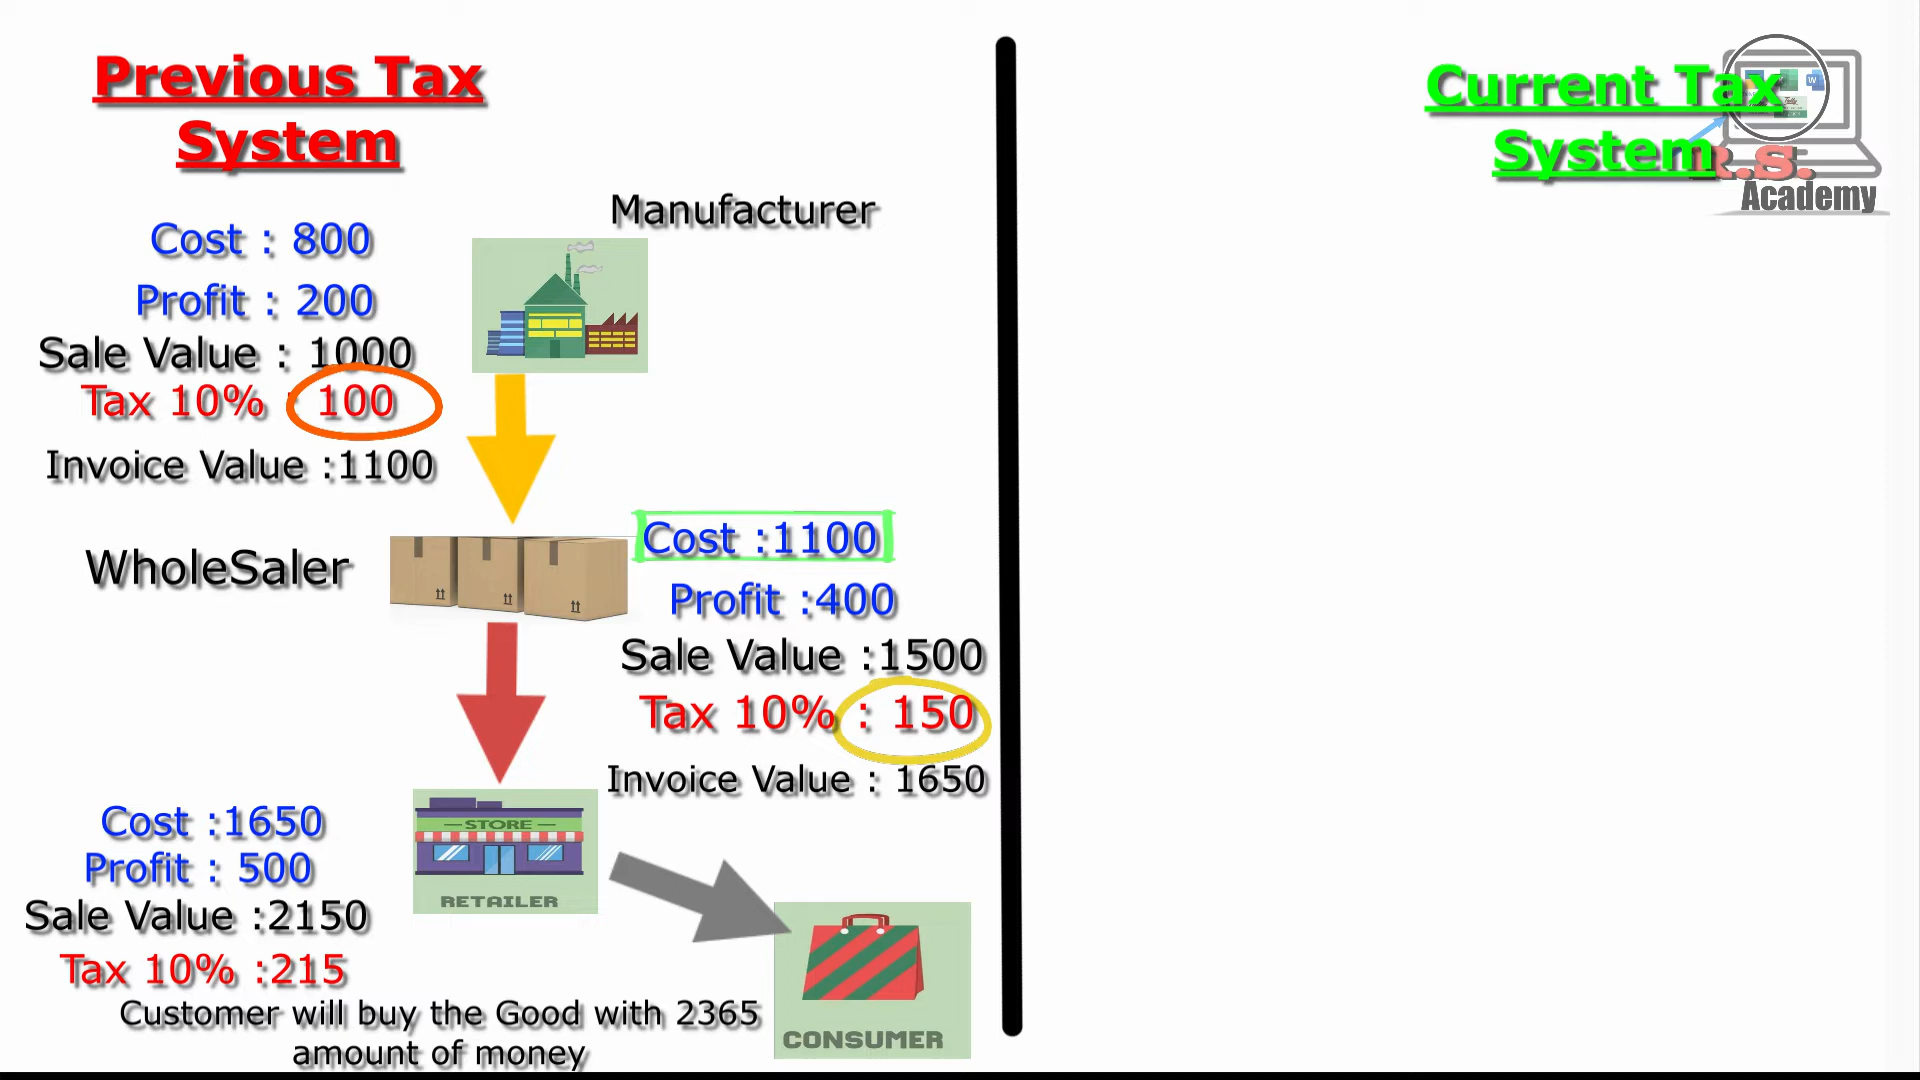 Previous Tax
System
Current Tax
System
R.S.
Academy
Manufacturer
Cost : 800
Profit : 200
Sale Value : 1000
Tax 10% : 100
Invoice Value :1100
WholeSaler
Cost :1100
Profit :400
Sale Value :1500
Tax 10% : 150
Invoice Value : 1650
Cost :1650
Profit : 500
Sale Value :2150
Tax 10% :215
STORE
RETAILER
Customer will buy the Good with 2365
amount of money
CONSUMER